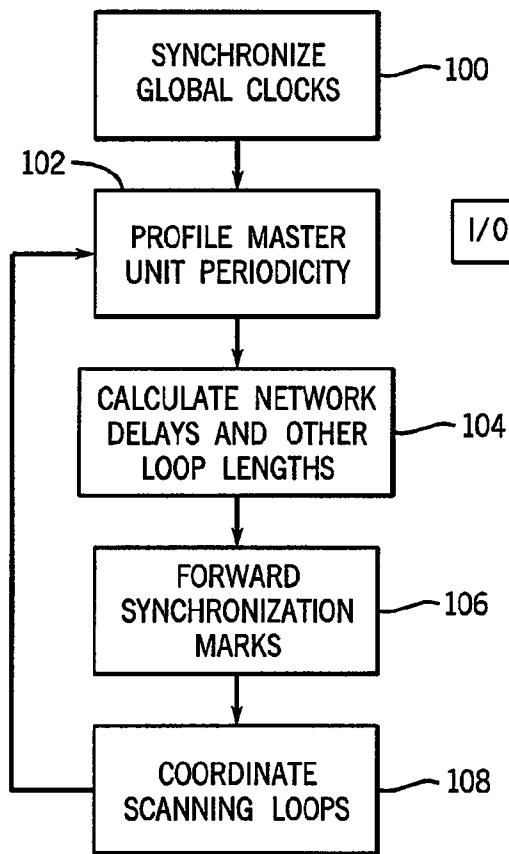 SYNCHRONIZE
GLOBAL CLOCKS
100
102
PROFILE MASTER
UNIT PERIODICITY
I/O
CALCULATE NETWORK
DELAYS AND OTHER
LOOP LENGTHS
104
FORWARD
SYNCHRONIZATION
MARKS
106
COORDINATE
SCANNING LOOPS
108